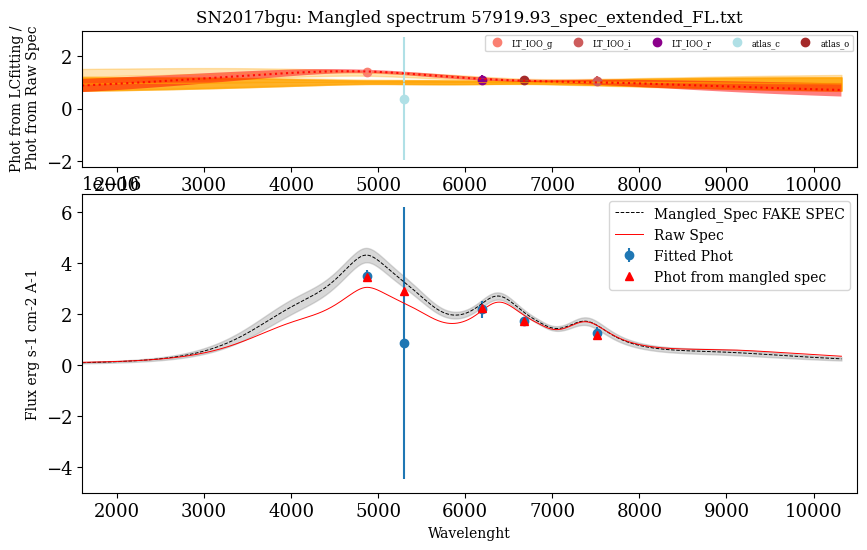 SN2017bgu: Mangled spectrum 57919.93_spec_extended_FL.txt
Phot from LCfitting /
Phot from Raw Spec
2
0
−2
LT_IOO_g LT_IOO_i LT_IOO_r atlas_c atlas_o
2000 3000 4000 5000 6000 7000 8000 9000 10000
1e−16
Flux erg s-1 cm-2 A-1
6
4
2
0
−2
−4
Mangled_Spec FAKE SPEC
Raw Spec
Fitted Phot
Phot from mangled spec
2000 3000 4000 5000 6000 7000 8000 9000 10000
Wavelenght